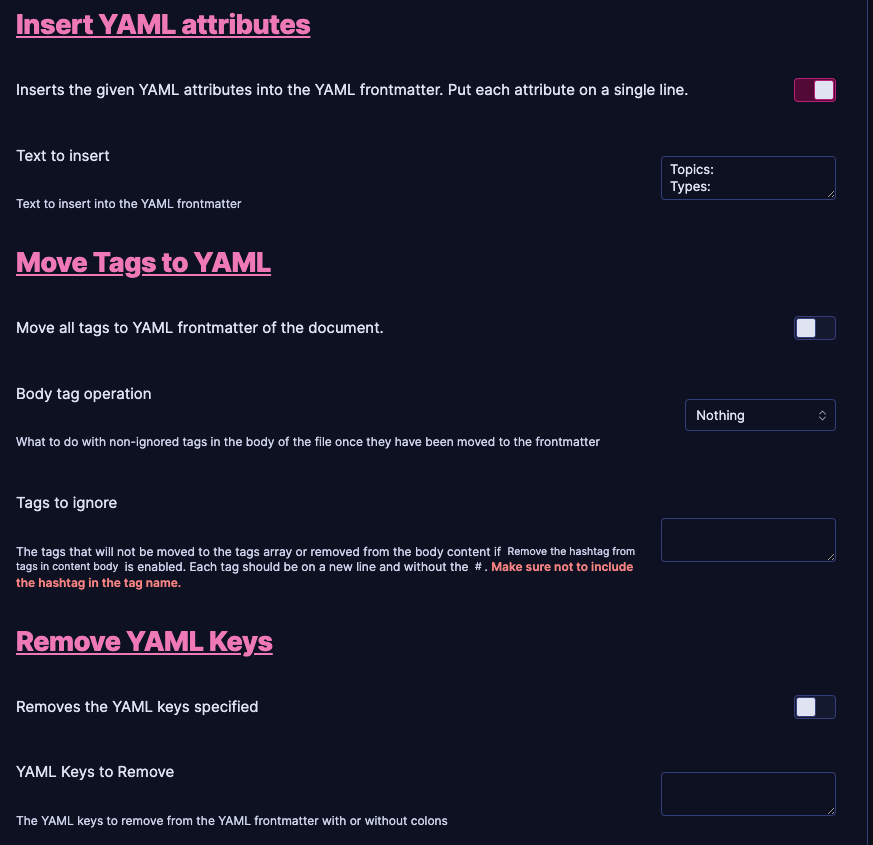 Insert YAML attributes
Inserts the given YAML attributes into the YAML frontmatter. Put each attribute on a single line.
Text to insert
Text to insert into the YAML frontmatter
Topics:
Types:
Move Tags to YAML
Move all tags to YAML frontmatter of the document.
Body tag operation
What to do with non-ignored tags in the body of the file once they have been moved to the frontmatter
Nothing
Tags to ignore
The tags that will not be moved to the tags array or removed from the body content if Remove the hashtag from
tags in content body is enabled. Each tag should be on a new line and without the # . Make sure not to include
the hashtag in the tag name.
Remove YAML Keys
Removes the YAML keys specified
YAML Keys to Remove
The YAML keys to remove from the YAML frontmatter with or without colons